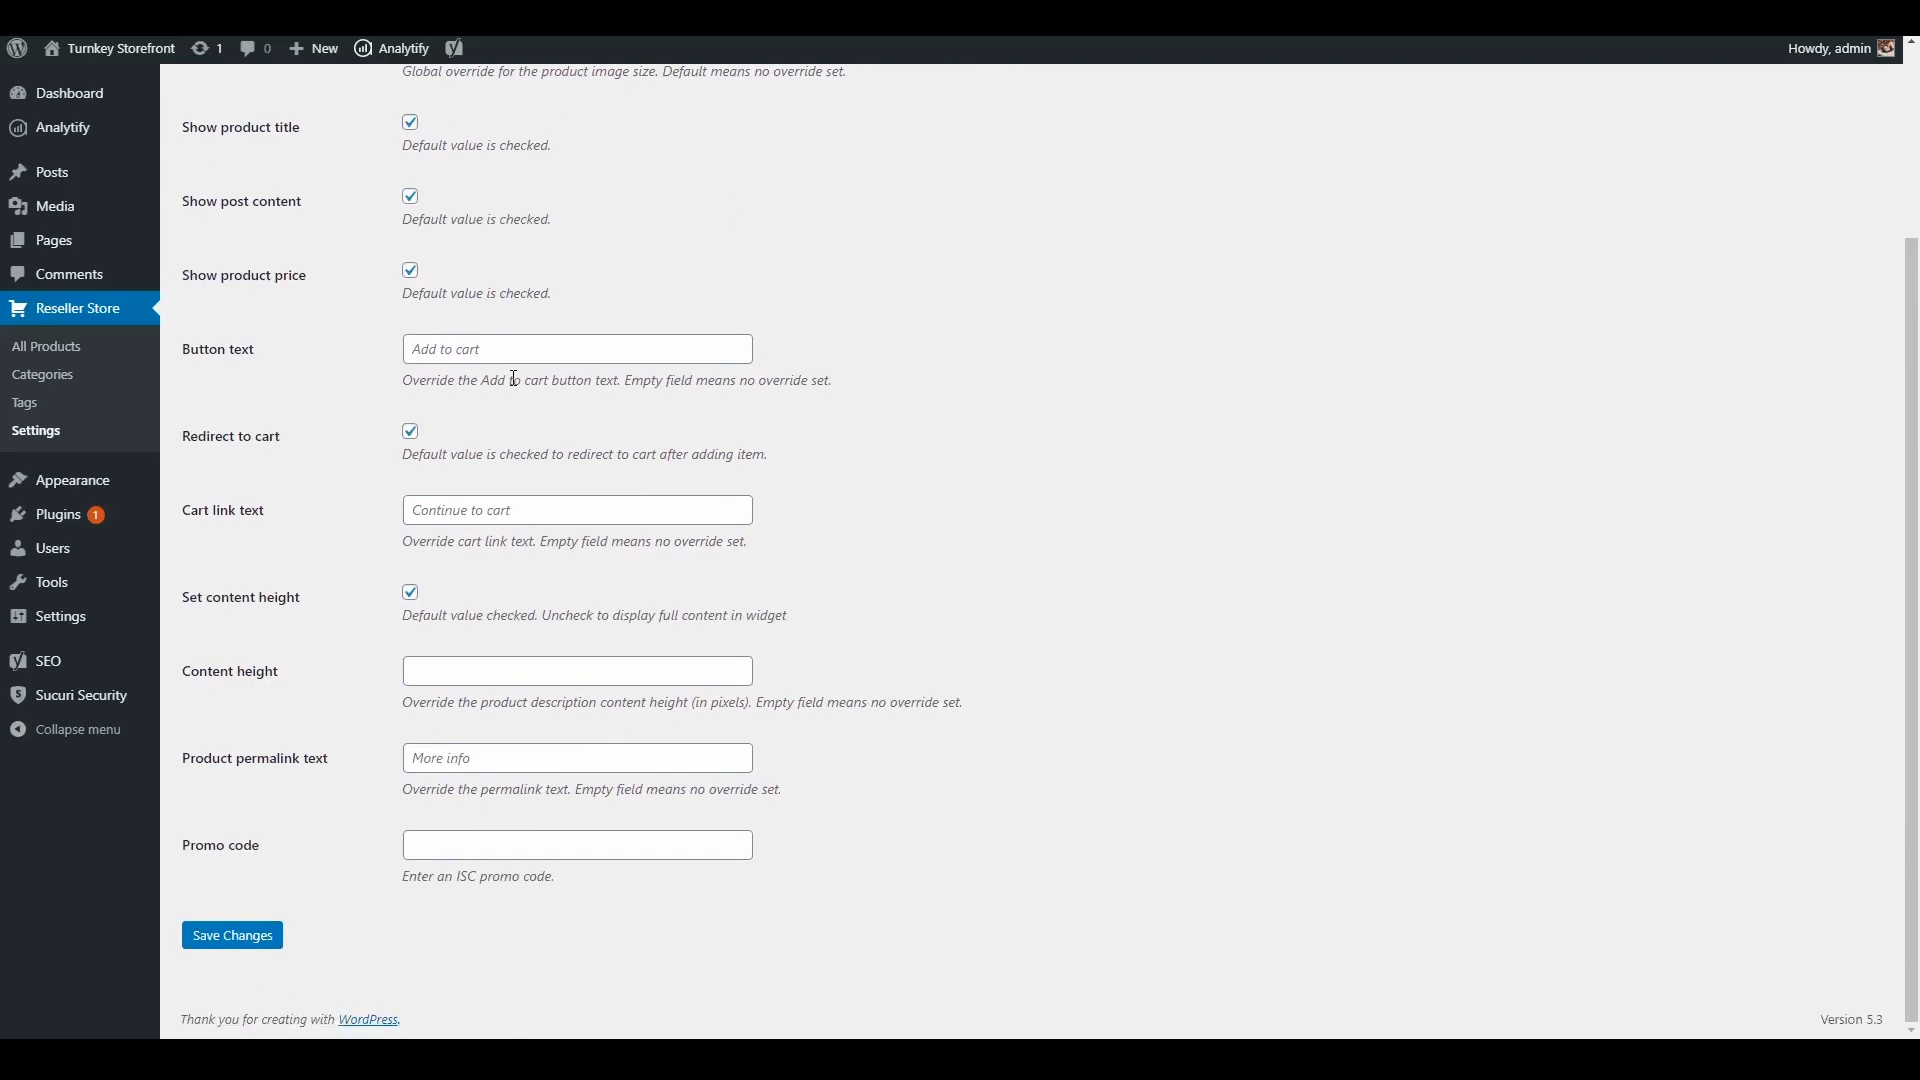 Turnkey Storefront 1 0 New Analytify Howdy, admin
Dashboard
Analytify
Posts
Media
Pages
Comments
Reseller Store
All Products
Categories
Tags
Settings
Appearance
Plugins 1
Users
Tools
Settings
SEO
Sucuri Security
Collapse menu
Global override for the product image size. Default means no override set.
Show product title
Default value is checked.
Show post content
Default value is checked.
Show product price
Default value is checked.
Button text
Add to cart
Override the Add to cart button text. Empty field means no override set.
Redirect to cart
Default value is checked to redirect to cart after adding item.
Cart link text
Continue to cart
Override cart link text. Empty field means no override set.
Set content height
Default value checked. Uncheck to display full content in widget
Content height
Override the product description content height (in pixels). Empty field means no override set.
Product permalink text
More info
Override the permalink text. Empty field means no override set.
Promo code
Enter an ISC promo code.
Save Changes
Thank you for creating with WordPress.
Version 5.3